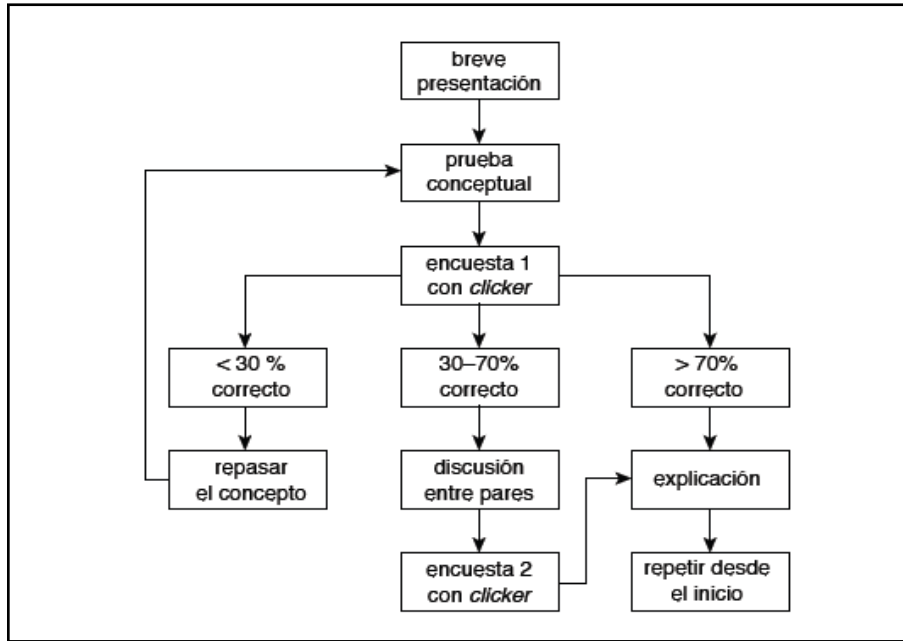 breve
presentación
prueba
conceptual
encuesta 1
con clicker
< 30 %
correcto
30–70%
correcto
> 70%
correcto
repasar
el concepto
discusión
entre pares
explicación
encuesta 2
con clicker
repetir desde
el inicio